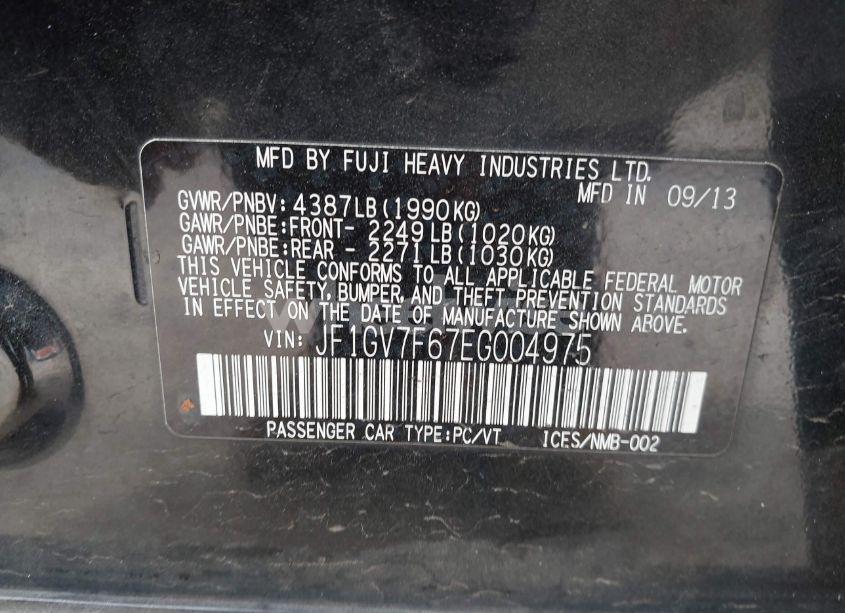 MFD BY FUJI HEAVY INDUSTRIES LTD.
MFD IN 09/13
GVWR/PNBV: 4387LB(1990KG)
GAWR/PNBE:FRONT- 2249LB(1020KG)
GAWR/PNBE:REAR - 2271LB(1030KG)
THIS VEHICLE CONFORMS TO ALL APPLICABLE FEDERAL MOTOR
VEHICLE SAFETY, BUMPER, AND THEFT PREVENTION STANDARDS
IN EFFECT ON THE DATE OF MANUFACTURE SHOWN ABOVE.
VIN: JF1GV7F67EG004975
PASSENGER CAR TYPE:PC/VT ICES/NMB-002